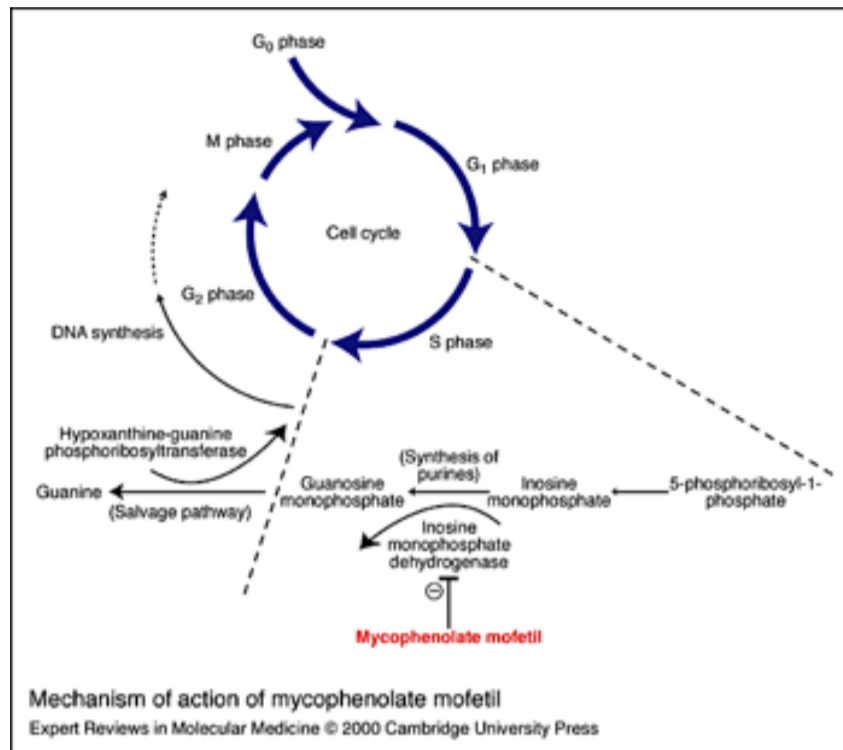 G₀ phase
M phase
G₁ phase
Cell cycle
G₂ phase
DNA synthesis
S phase
Hypoxanthine-guanine
phosphoribosyltransferase
(Synthesis of
purines)
Guanine
(Salvage pathway)
Guanosine
monophosphate
Inosine
monophosphate
5-phosphoribosyl-1-
phosphate
Inosine
monophosphate
dehydrogenase
⊖
Mycophenolate mofetil
Mechanism of action of mycophenolate mofetil
Expert Reviews in Molecular Medicine © 2000 Cambridge University Press